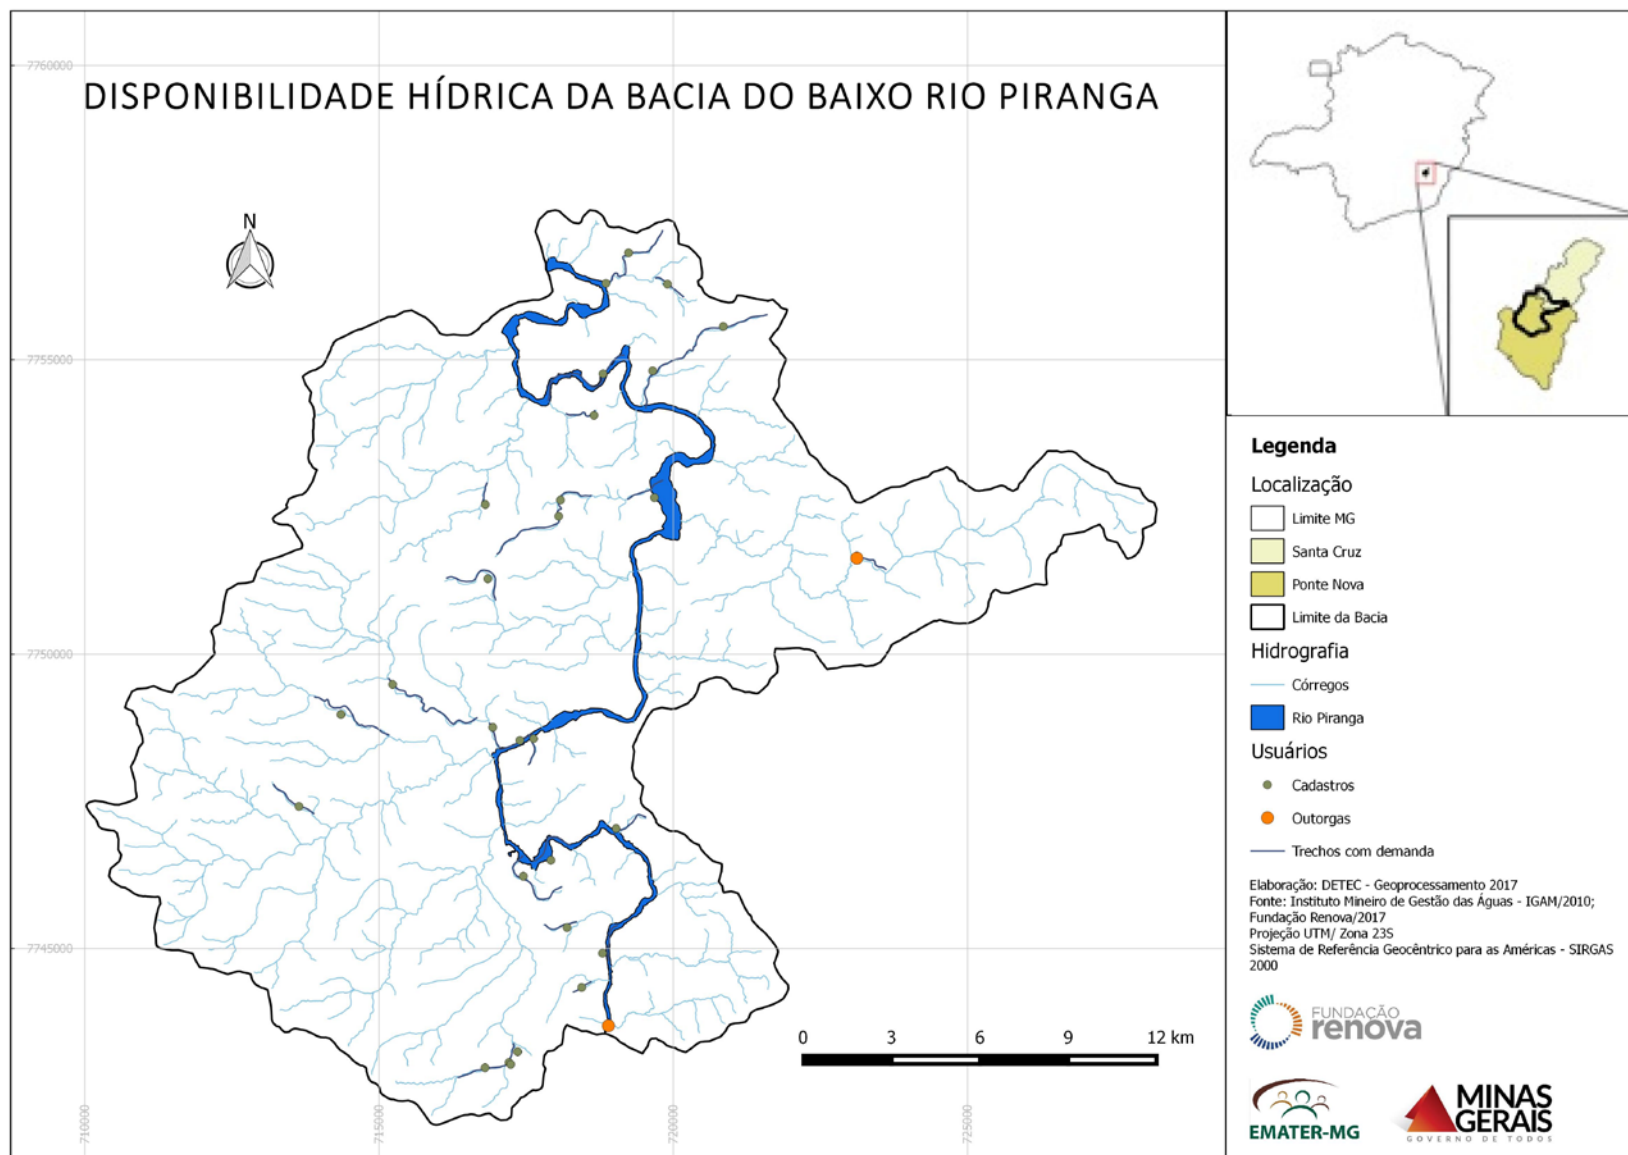 DISPONIBILIDADE HÍDRICA DA BACIA DO BAIXO RIO PIRANGA
7760000
7755000
7750000
7745000
710000
715000
720000
725000
N
0 3 6 9 12 km
Legenda
Localização
Limite MG
Santa Cruz
Ponte Nova
Limite da Bacia
Hidrografia
Córregos
Rio Piranga
Usuários
Cadastros
Outorgas
Trechos com demanda
Elaboração: DETEC - Geoprocessamento 2017
Fonte: Instituto Mineiro de Gestão das Águas - IGAM/2010;
Fundação Renova/2017
Projeção UTM/ Zona 23S
Sistema de Referência Geocêntrico para as Américas - SIRGAS
2000
FUNDAÇÃO
renova
EMATER-MG
MINAS
GERAIS
GOVERNO DE TODOS